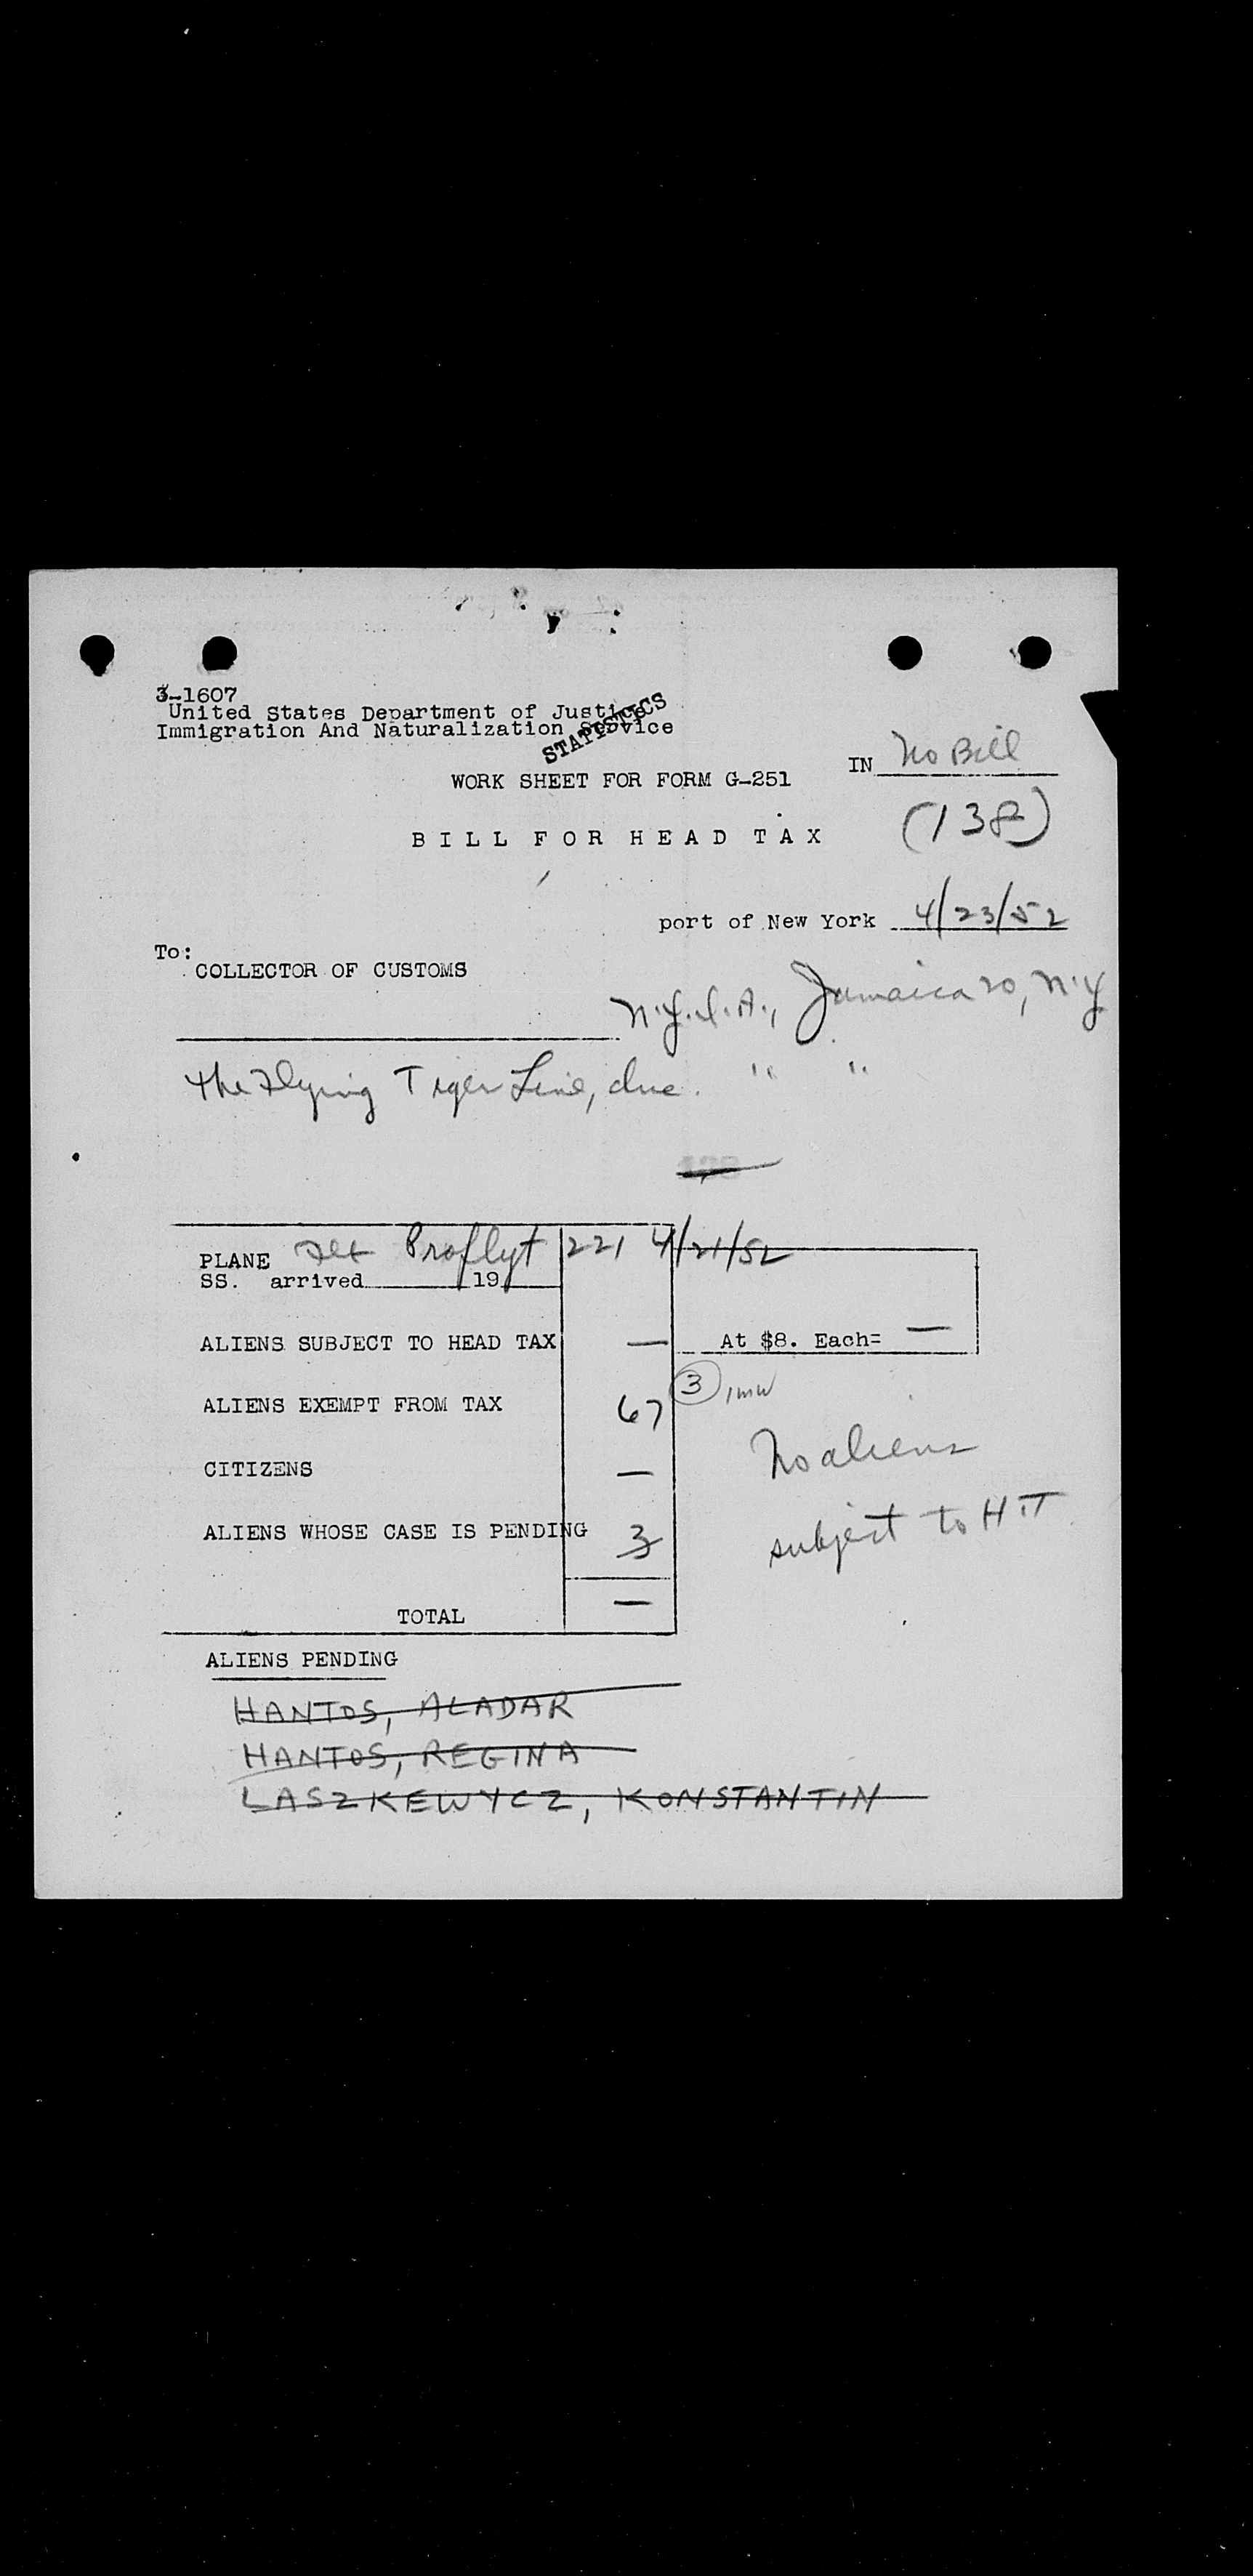 3-1607
United States Department of Justice
Immigration And Naturalization Service
STATISTICS
IN No Bill
WORK SHEET FOR FORM G-251
(138)
BILL FOR HEAD TAX
port of New York 4/23/52
To:
COLLECTOR OF CUSTOMS
N.Y.I.A., Jamaica 20, N.Y
The Flying Tiger Line, Inc. " "
PLANE Proflyt 221 4/21/52
SS. arrived 19
ALIENS SUBJECT TO HEAD TAX — At $8. Each= —
ALIENS EXEMPT FROM TAX 67 3
No aliens
CITIZENS —
subject to H.T
ALIENS WHOSE CASE IS PENDING 3
TOTAL —
ALIENS PENDING
HANTOS, ALADAR
HANTOS, REGINA
LASZKEWYCZ, KONSTANTIN